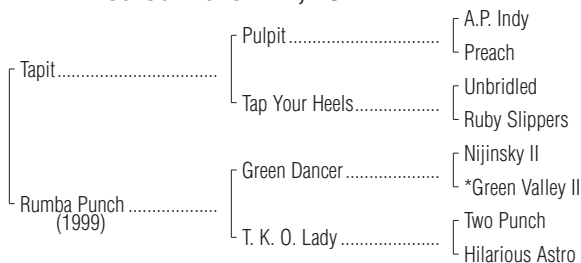 Pulpit
A.P. Indy
Preach
Tapit
Tap Your Heels
Unbridled
Ruby Slippers
Green Dancer
Nijinsky II
*Green Valley II
Rumba Punch
(1999)
T. K. O. Lady
Two Punch
Hilarious Astro